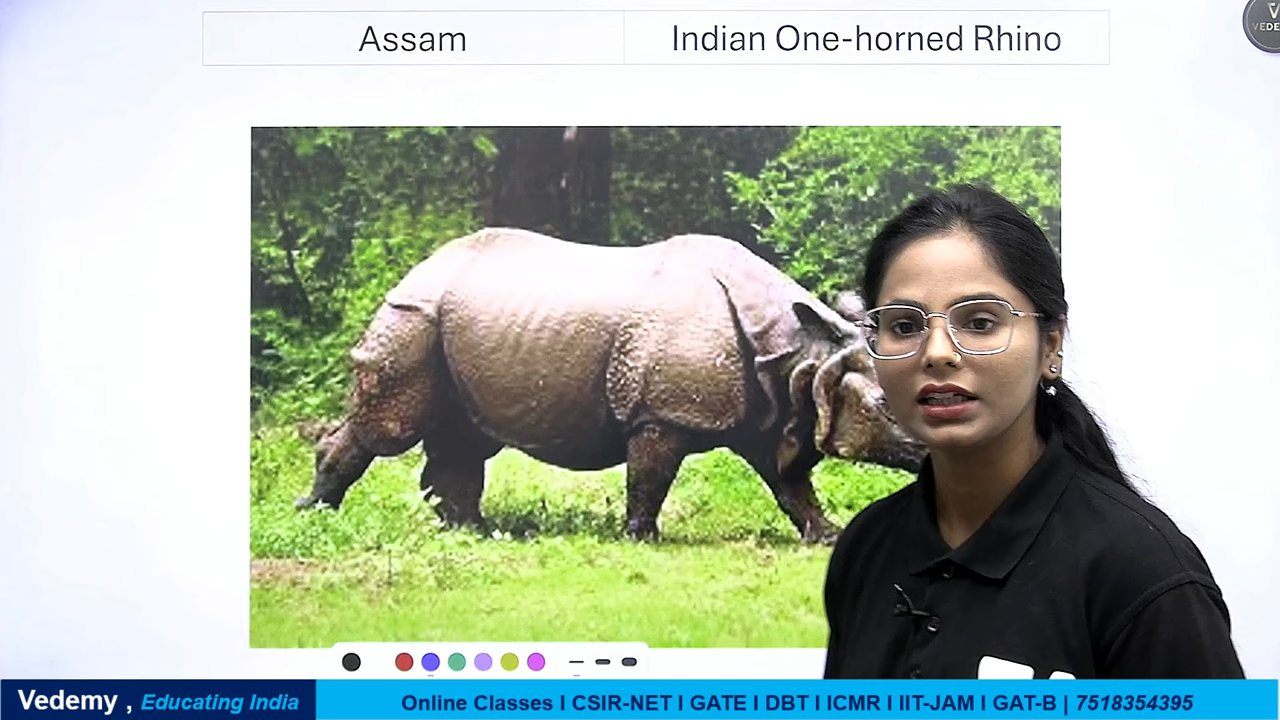 Assam Indian One-horned Rhino
Vedemy , Educating India
Online Classes I CSIR-NET I GATE I DBT I ICMR I IIT-JAM I GAT-B | 7518354395